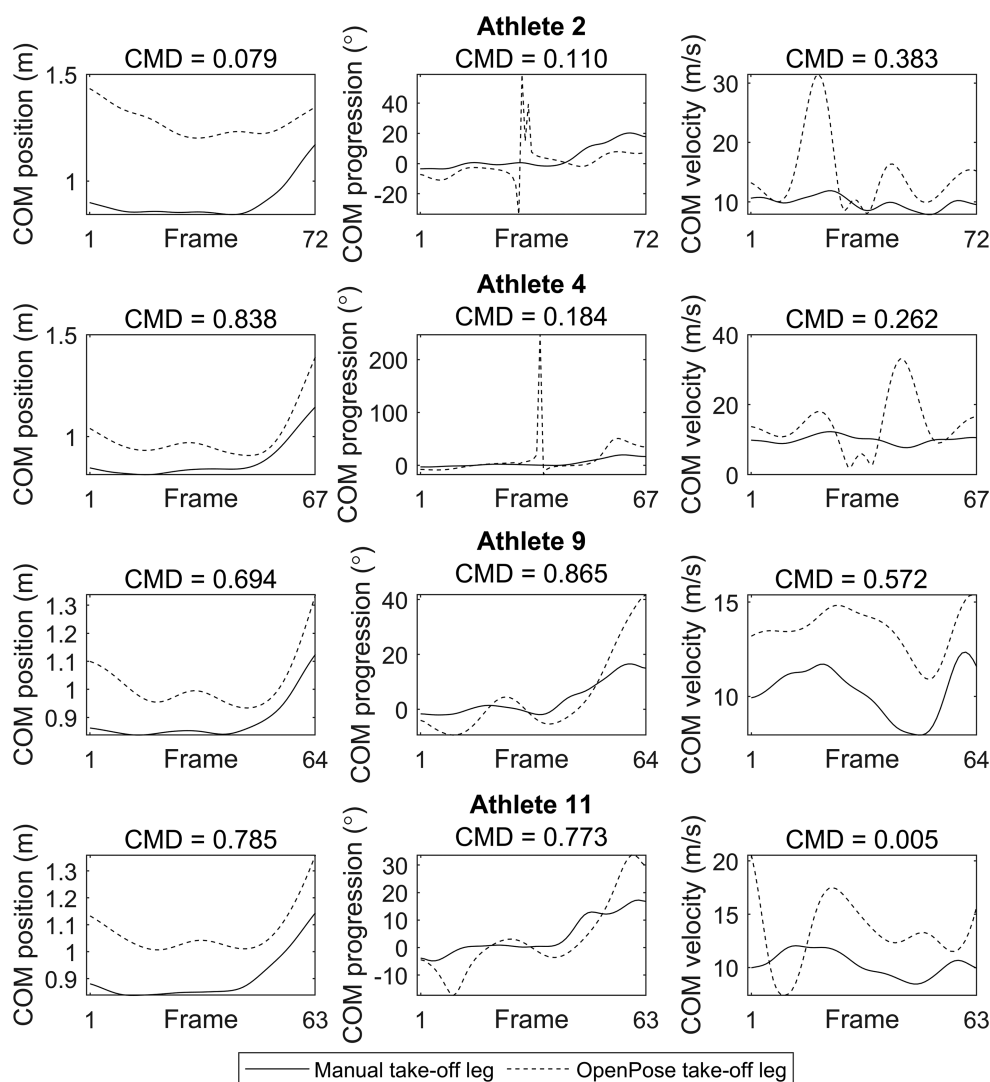 Athlete 2
CMD = 0.079 CMD = 0.110 CMD = 0.383
COM position (m)
1.5
1
1 Frame 72
COM progression (°)
40
20
0
-20
1 Frame 72
COM velocity (m/s)
30
20
10
1 Frame 72
Athlete 4
CMD = 0.838 CMD = 0.184 CMD = 0.262
COM position (m)
1.5
1
1 Frame 67
COM progression (°)
200
100
0
1 Frame 67
COM velocity (m/s)
40
20
0
1 Frame 67
Athlete 9
CMD = 0.694 CMD = 0.865 CMD = 0.572
COM position (m)
1.3
1.2
1.1
1
0.9
1 Frame 64
COM progression (°)
40
20
0
1 Frame 64
COM velocity (m/s)
15
10
1 Frame 64
Athlete 11
CMD = 0.785 CMD = 0.773 CMD = 0.005
COM position (m)
1.3
1.2
1.1
1
0.9
1 Frame 63
COM progression (°)
30
20
10
0
-10
1 Frame 63
COM velocity (m/s)
20
15
10
1 Frame 63
Manual take-off leg OpenPose take-off leg